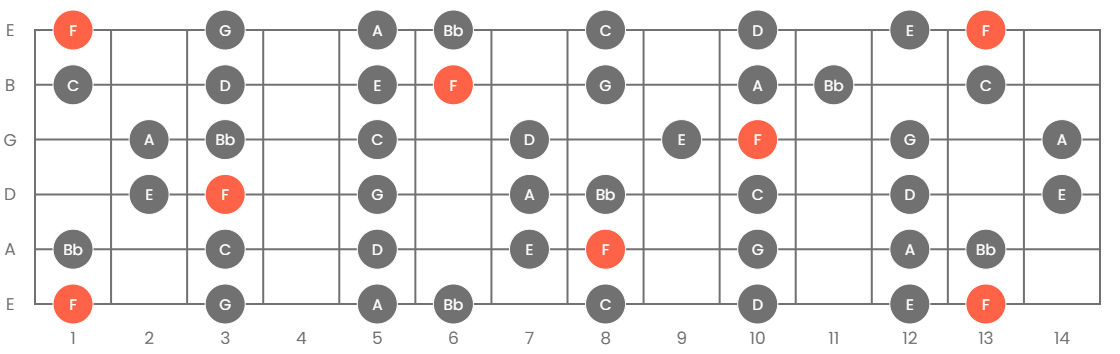 E F G A Bb C D E F
B C D E F G A Bb C
G A Bb C D E F G A
D E F G A Bb C D E
A Bb C D E F G A Bb
E F G A Bb C D E F
1 2 3 4 5 6 7 8 9 10 11 12 13 14